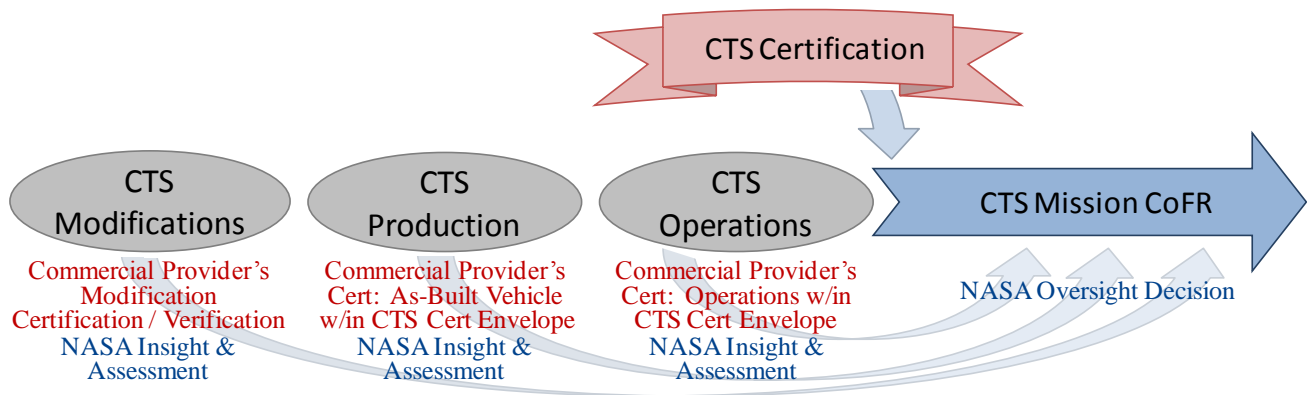 CTS Certification
CTS
Modifications
CTS
Production
CTS
Operations
CTS Mission CoFR
Commercial Provider's
Modification
Certification / Verification
NASA Insight &
Assessment
Commercial Provider's
Cert: As-Built Vehicle
w/in CTS Cert Envelope
NASA Insight &
Assessment
Commercial Provider's
Cert: Operations w/in
CTS Cert Envelope
NASA Insight &
Assessment
NASA Oversight Decision